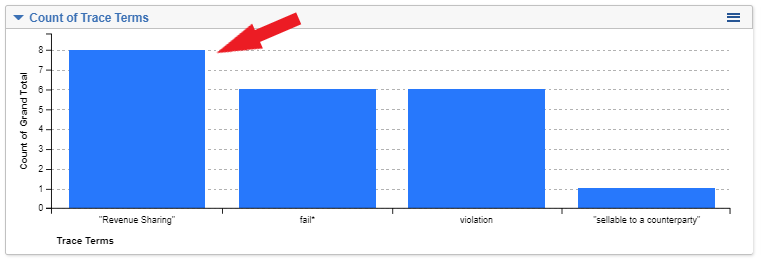 Count of Trace Terms
Count of Grand Total
8
7
6
5
4
3
2
1
0
"Revenue Sharing" fail* violation "sellable to a counterparty"
Trace Terms